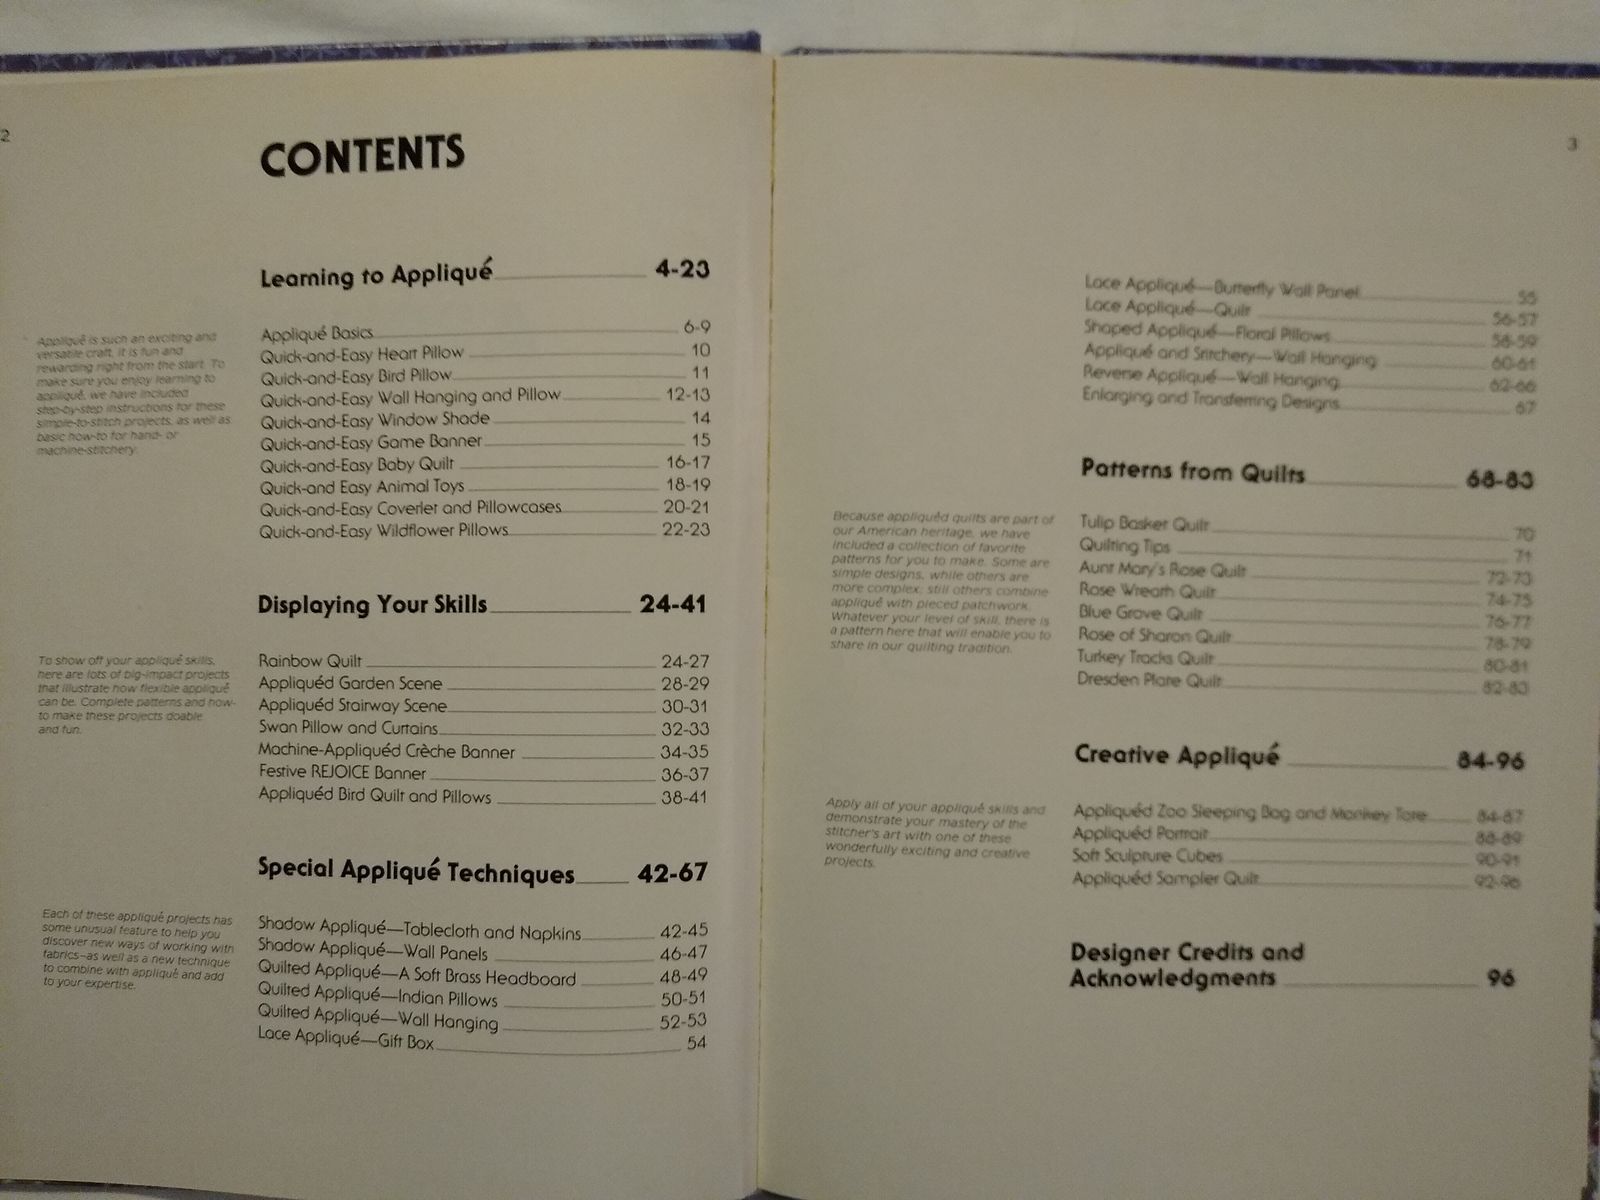 2
CONTENTS
Learning to Appliqué 4-23
Appliqué is such an exciting and
versatile craft, it is fun and
rewarding right from the start. To
make sure you enjoy learning to
appliqué, we have included
step-by-step instructions for these
simple-to-stitch projects, as well as
basic how-to for hand- or
machine-stitchery.
Appliqué Basics 6-9
Quick-and-Easy Heart Pillow 10
Quick-and-Easy Bird Pillow 11
Quick-and-Easy Wall Hanging and Pillow 12-13
Quick-and-Easy Window Shade 14
Quick-and-Easy Game Banner 15
Quick-and-Easy Baby Quilt 16-17
Quick-and Easy Animal Toys 18-19
Quick-and-Easy Coverlet and Pillowcases 20-21
Quick-and-Easy Wildflower Pillows 22-23
Displaying Your Skills 24-41
To show off your appliqué skills,
here are lots of big-impact projects
that illustrate how flexible appliqué
can be. Complete patterns and how-
to make these projects doable
and fun.
Rainbow Quilt 24-27
Appliquéd Garden Scene 28-29
Appliquéd Stairway Scene 30-31
Swan Pillow and Curtains 32-33
Machine-Appliquéd Crèche Banner 34-35
Festive REJOICE Banner 36-37
Appliquéd Bird Quilt and Pillows 38-41
Special Appliqué Techniques 42-67
Each of these appliqué projects has
some unusual feature to help you
discover new ways of working with
fabrics–as well as a new technique
to combine with appliqué and add
to your expertise.
Shadow Appliqué—Tablecloth and Napkins 42-45
Shadow Appliqué—Wall Panels 46-47
Quilted Appliqué—A Soft Brass Headboard 48-49
Quilted Appliqué—Indian Pillows 50-51
Quilted Appliqué—Wall Hanging 52-53
Lace Appliqué—Gift Box 54
3
Lace Appliqué—Butterfly Wall Panel 55
Lace Appliqué—Quilt 56-57
Shaped Appliqué—Floral Pillows 58-59
Appliqué and Stitchery—Wall Hanging 60-61
Reverse Appliqué—Wall Hanging 62-66
Enlarging and Transferring Designs 67
Patterns from Quilts 68-83
Because appliquéd quilts are part of
our American heritage, we have
included a collection of favorite
patterns for you to make. Some are
simple designs, while others are
more complex; still others combine
appliqué with pieced patchwork.
Whatever your level of skill, there is
a pattern here that will enable you to
share in our quilting tradition.
Tulip Basket Quilt 70
Quilting Tips 71
Aunt Mary's Rose Quilt 72-73
Rose Wreath Quilt 74-75
Blue Grove Quilt 76-77
Rose of Sharon Quilt 78-79
Turkey Tracks Quilt 80-81
Dresden Plate Quilt 82-83
Creative Appliqué 84-96
Apply all of your appliqué skills and
demonstrate your mastery of the
stitcher's art with one of these
wonderfully exciting and creative
projects.
Appliquéd Zoo Sleeping Bag and Monkey Tote 84-87
Appliquéd Portrait 88-89
Soft Sculpture Cubes 90-91
Appliquéd Sampler Quilt 92-96
Designer Credits and
Acknowledgments 96